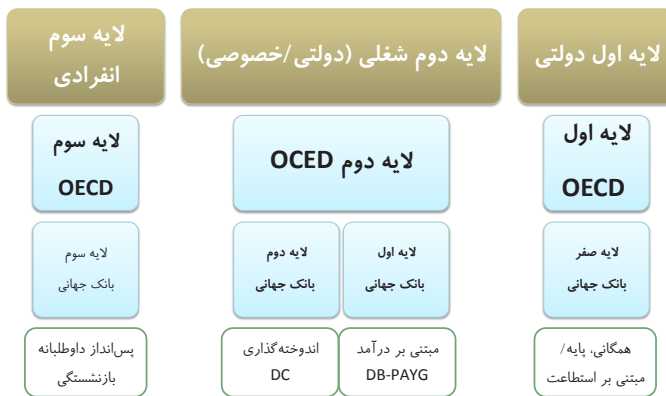 لایه اول دولتی
لایه دوم شغلی (دولتی/خصوصی)
لایه سوم
انفرادی
لایه اول
OECD
لایه دوم OCED
لایه سوم
OECD
لایه صفر
بانک جهانی
لایه اول
بانک جهانی
لایه دوم
بانک جهانی
لایه سوم
بانک جهانی
همگانی، پایه/
مبتنی بر استطاعت
مبتنی بر درآمد
DB-PAYG
اندوخته‌گذاری
DC
پس‌انداز داوطلبانه
بازنشستگی